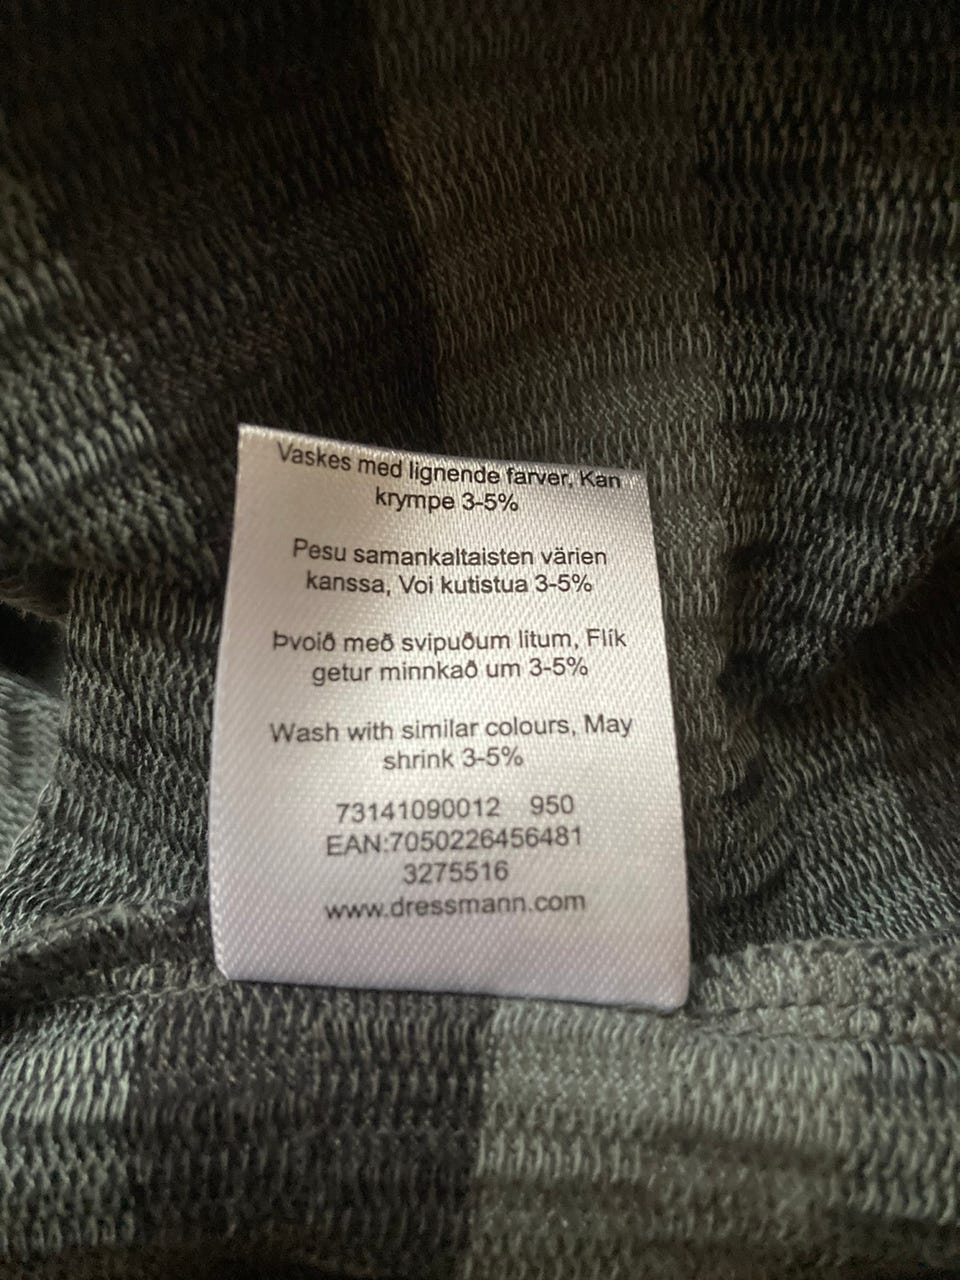 Vaskes med lignende farver, Kan
krympe 3-5%
Pesu samankaltaisten värien
kanssa, Voi kutistua 3-5%
Þvoið með svipuðum litum, Flík
getur minnkað um 3-5%
Wash with similar colours, May
shrink 3-5%
73141090012 950
EAN:7050226456481
3275516
www.dressmann.com